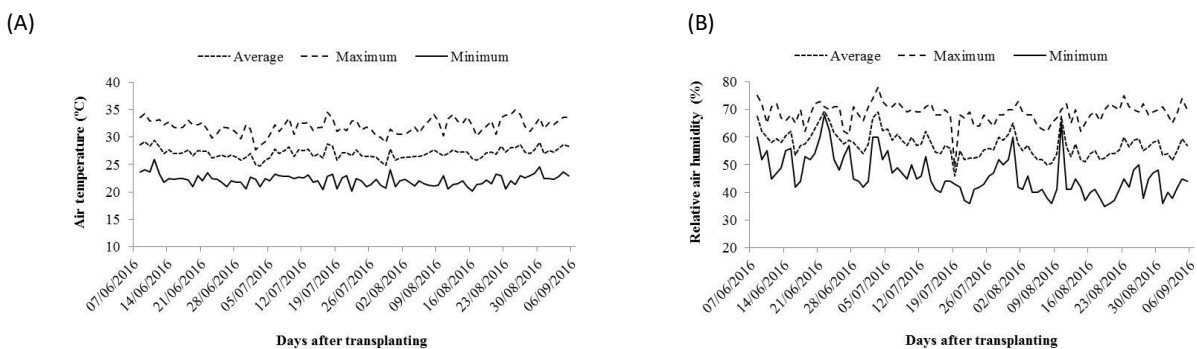 (A)
Average Maximum Minimum
Air temperature (°C)
40
35
30
25
20
15
10
07/06/2016 14/06/2016 21/06/2016 28/06/2016 05/07/2016 12/07/2016 19/07/2016 26/07/2016 02/08/2016 09/08/2016 16/08/2016 23/08/2016 30/08/2016 06/09/2016
Days after transplanting
(B)
Average Maximum Minimum
Relative air humidity (%)
80
70
60
50
40
30
20
07/06/2016 14/06/2016 21/06/2016 28/06/2016 05/07/2016 12/07/2016 19/07/2016 26/07/2016 02/08/2016 09/08/2016 16/08/2016 23/08/2016 30/08/2016 06/09/2016
Days after transplanting